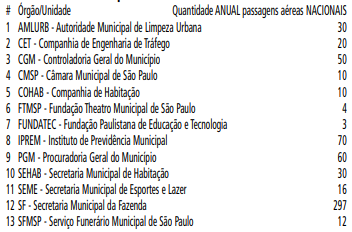 # Órgão/Unidade Quantidade ANUAL passagens aéreas NACIONAIS
1 AMLURB - Autoridade Municipal de Limpeza Urbana 30
2 CET - Companhia de Engenharia de Tráfego 20
3 CGM - Controladoria Geral do Município 50
4 CMSP - Câmara Municipal de São Paulo 10
5 COHAB - Companhia de Habitação 10
6 FTMSP - Fundação Theatro Municipal de São Paulo 4
7 FUNDATEC - Fundação Paulistana de Educação e Tecnologia 3
8 IPREM - Instituto de Previdência Municipal 70
9 PGM - Procuradoria Geral do Município 60
10 SEHAB - Secretaria Municipal de Habitação 30
11 SEME - Secretaria Municipal de Esportes e Lazer 16
12 SF - Secretaria Municipal da Fazenda 297
13 SFMSP - Serviço Funerário Municipal de São Paulo 12